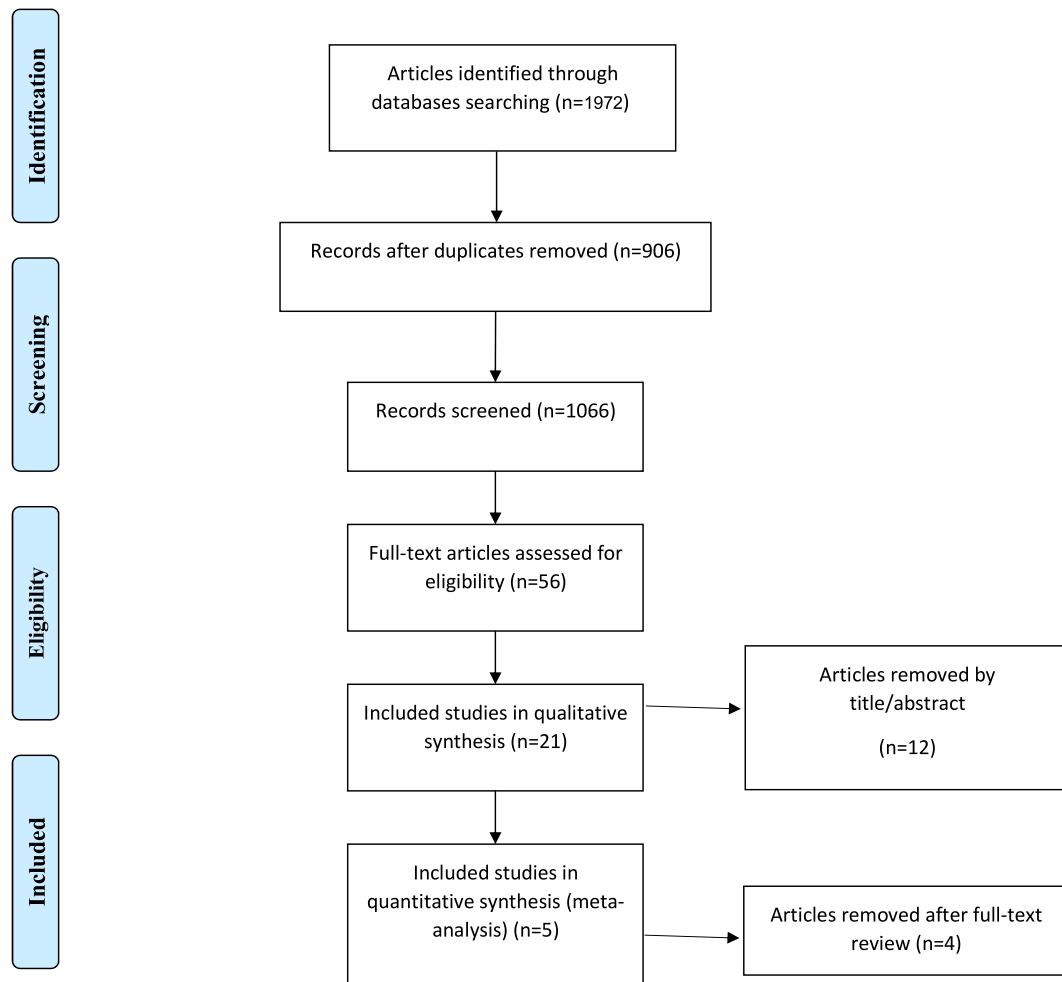 Identification
Articles identified through
databases searching (n=1972)
Records after duplicates removed (n=906)
Screening
Records screened (n=1066)
Eligibility
Full-text articles assessed for
eligibility (n=56)
Included studies in qualitative
synthesis (n=21)
Articles removed by
title/abstract
(n=12)
Included
Included studies in
quantitative synthesis (meta-
analysis) (n=5)
Articles removed after full-text
review (n=4)